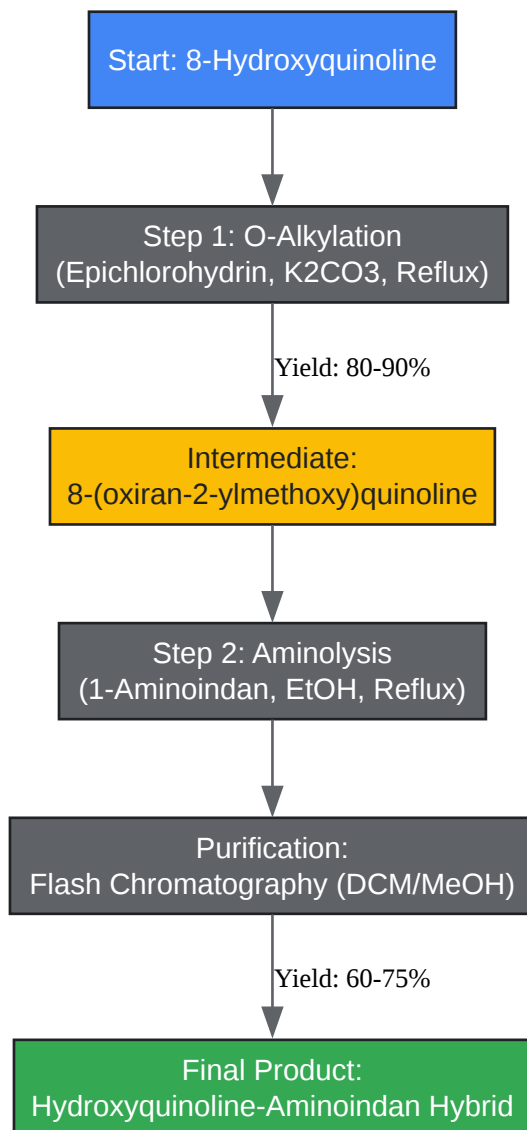 Start: 8-Hydroxyquinoline
Step 1: O-Alkylation
(Epichlorohydrin, K2CO3, Reflux)
Yield: 80-90%
Intermediate:
8-(oxiran-2-ylmethoxy)quinoline
Step 2: Aminolysis
(1-Aminoindan, EtOH, Reflux)
Purification:
Flash Chromatography (DCM/MeOH)
Yield: 60-75%
Final Product:
Hydroxyquinoline-Aminoindan Hybrid